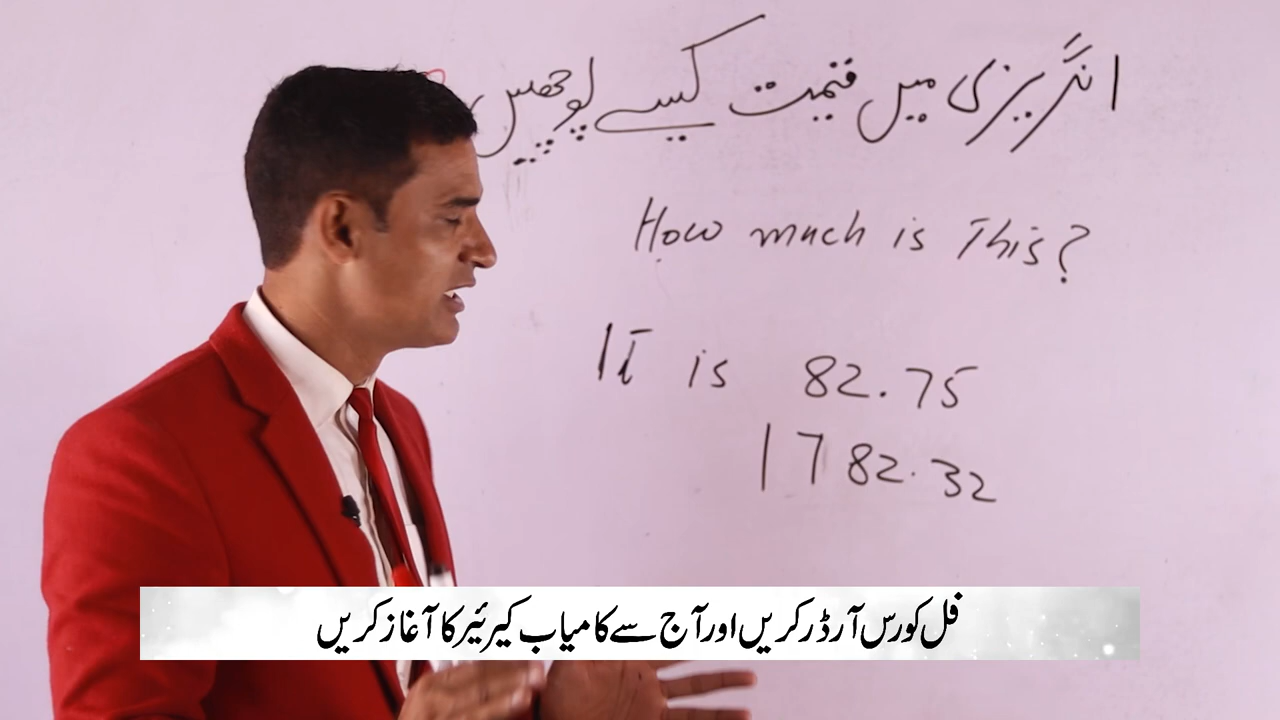 انگریزی میں قیمت کیسے پوچھیں
How much is This?
It is 82.75
1782.32
فل کورس آرڈر کریں اور آج سے کامیاب کیرئیر کا آغاز کریں